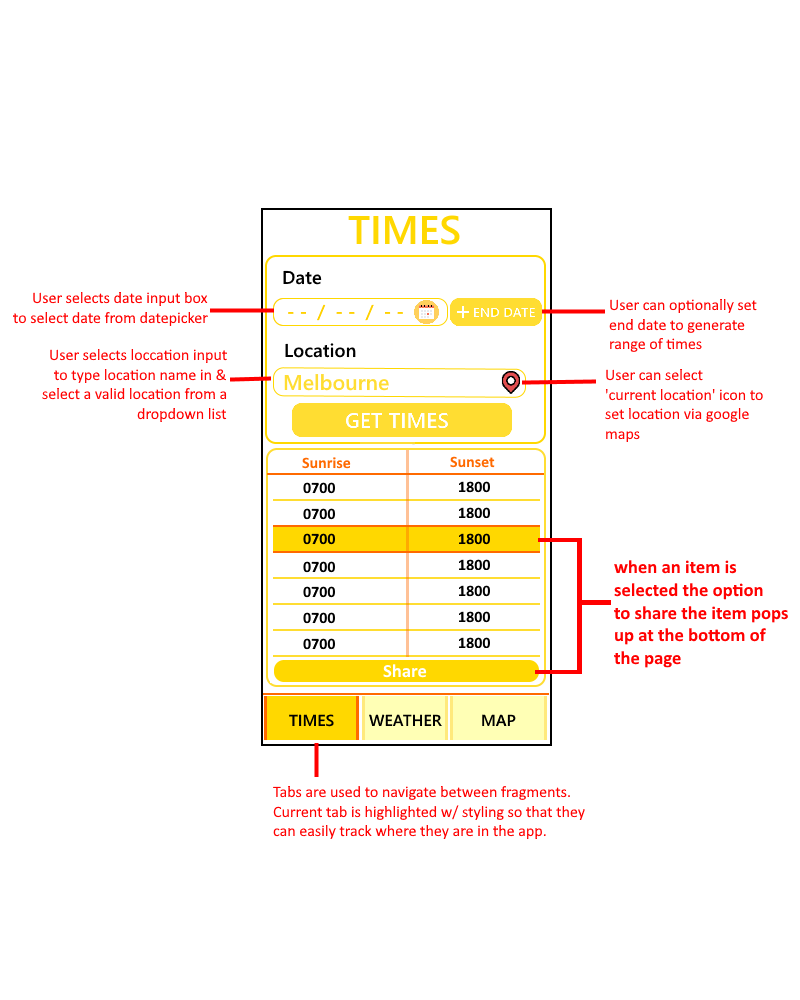 TIMES
Date
-- / -- / --
+ END DATE
Location
Melbourne
GET TIMES
Sunrise Sunset
0700 1800
0700 1800
0700 1800
0700 1800
0700 1800
0700 1800
0700 1800
Share
TIMES WEATHER MAP
User selects date input box
to select date from datepicker
User selects loccation input
to type location name in &
select a valid location from a
dropdown list
User can optionally set
end date to generate
range of times
User can select
'current location' icon to
set location via google
maps
when an item is
selected the option
to share the item pops
up at the bottom of
the page
Tabs are used to navigate between fragments.
Current tab is highlighted w/ styling so that they
can easily track where they are in the app.